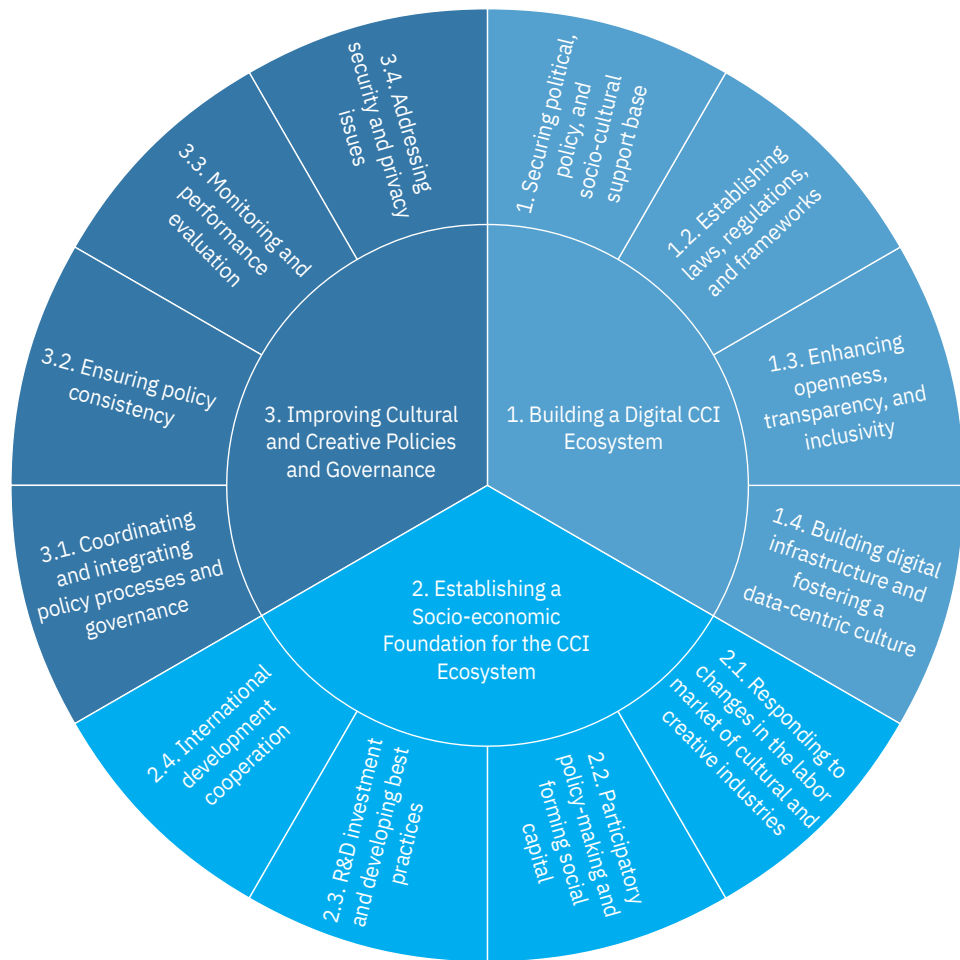 1. Building a Digital CCI
Ecosystem
1. Securing political,
policy, and
socio-cultural
support base
1.2. Establishing
laws, regulations,
and frameworks
1.3. Enhancing
openness,
transparency, and
inclusivity
1.4. Building digital
infrastructure and
fostering a
data-centric culture
2. Establishing a
Socio-economic
Foundation for the CCI
Ecosystem
2.1. Responding to
changes in the labor
market of cultural and
creative industries
2.2. Participatory
policy-making and
forming social
capital
2.3. R&D investment
and developing best
practices
2.4. International
development
cooperation
3. Improving Cultural
and Creative Policies
and Governance
3.1. Coordinating
and integrating
policy processes and
governance
3.2. Ensuring policy
consistency
3.3. Monitoring and
performance
evaluation
3.4. Addressing
security and privacy
issues